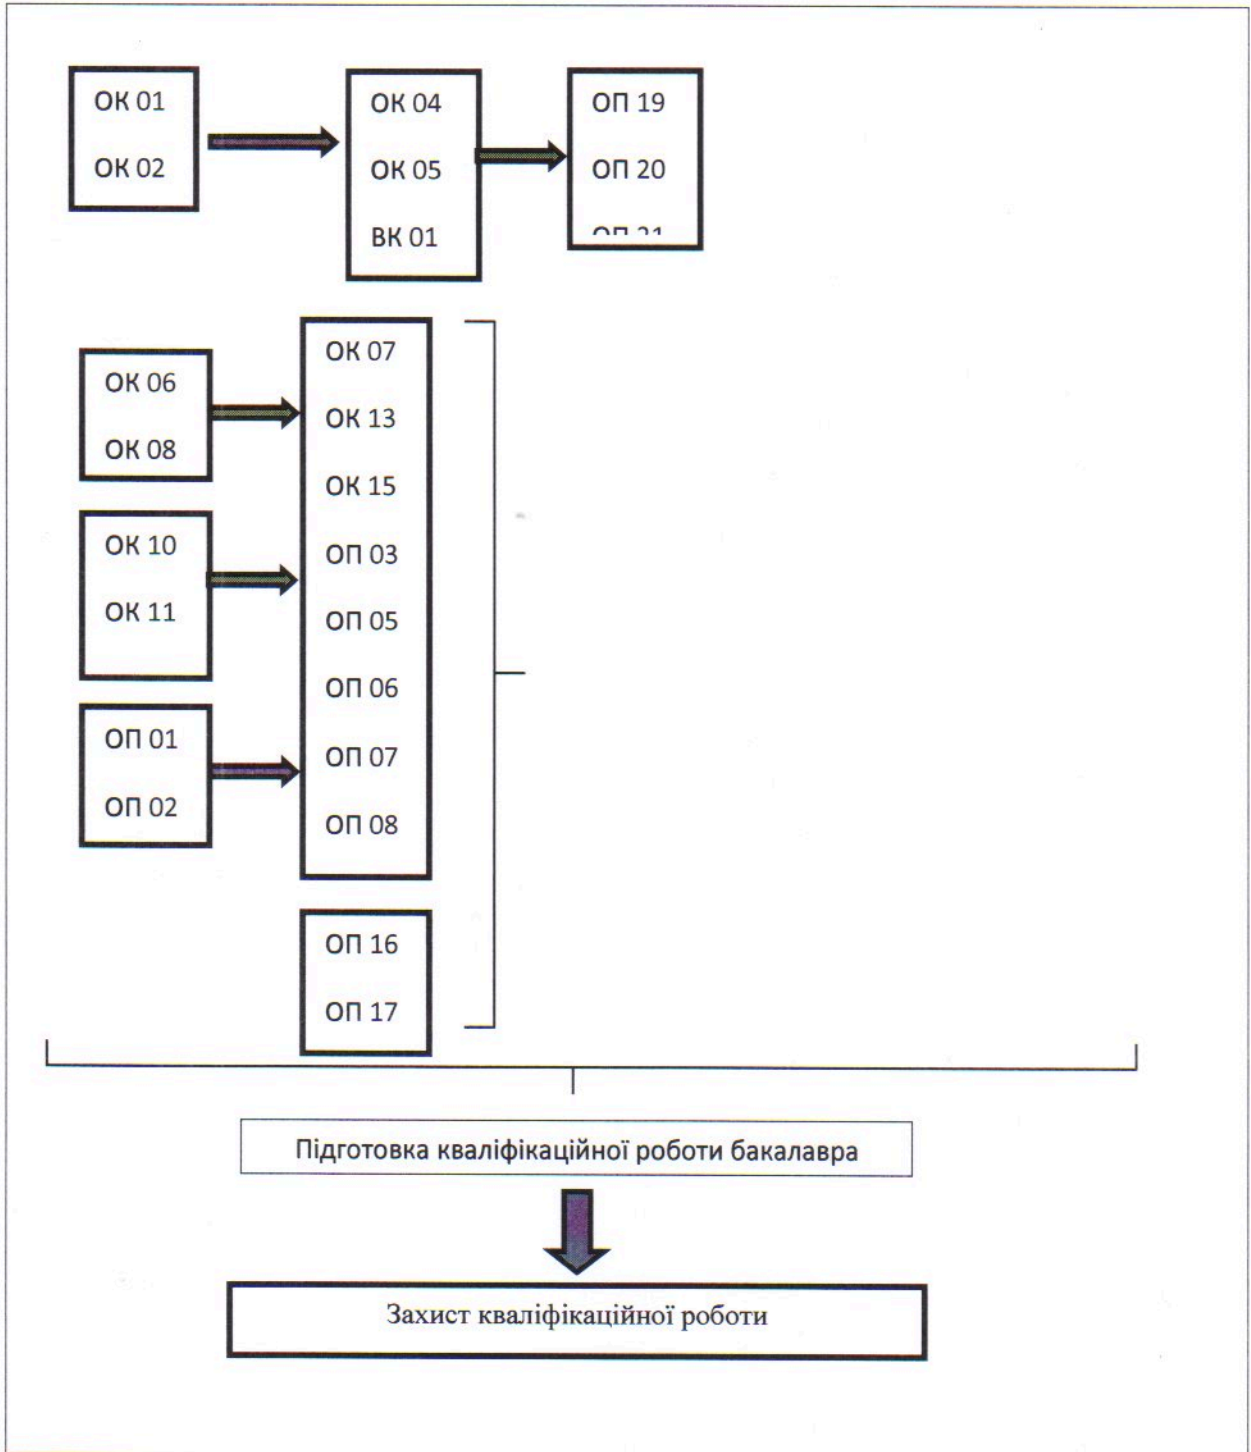 ОК 01
ОК 02
ОК 04
ОК 05
ВК 01
ОП 19
ОП 20
ОП 21
ОК 06
ОК 08
ОК 10
ОК 11
ОП 01
ОП 02
ОК 07
ОК 13
ОК 15
ОП 03
ОП 05
ОП 06
ОП 07
ОП 08
ОП 16
ОП 17
Підготовка кваліфікаційної роботи бакалавра
Захист кваліфікаційної роботи